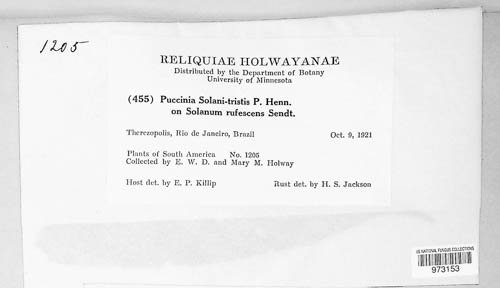 1205
RELIQUIAE HOLWAYANAE
Distributed by the Department of Botany
University of Minnesota
(455) Puccinia Solani-tristis P. Henn.
on Solanum rufescens Sendt.
Therezopolis, Rio de Janeiro, Brazil Oct. 9, 1921
Plants of South America No. 1205
Collected by E. W. D. and Mary M. Holway
Host det. by E. P. Killip Rust det. by H. S. Jackson
US NATIONAL FUNGUS COLLECTIONS
973153